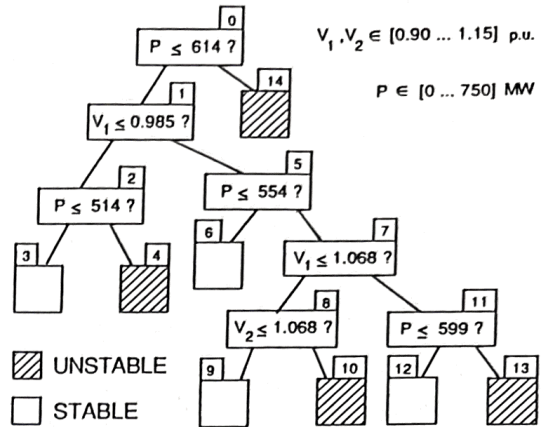 0
P ≤ 614 ?
V₁ ,V₂ ∈ [0.90 ... 1.15] p.u.
14
P ∈ [0 ... 750] MW
1
V₁ ≤ 0.985 ?
5
2
P ≤ 554 ?
P ≤ 514 ?
6
7
3
4
V₁ ≤ 1.068 ?
8
11
V₂ ≤ 1.068 ?
P ≤ 599 ?
9
10
12
13
UNSTABLE
STABLE